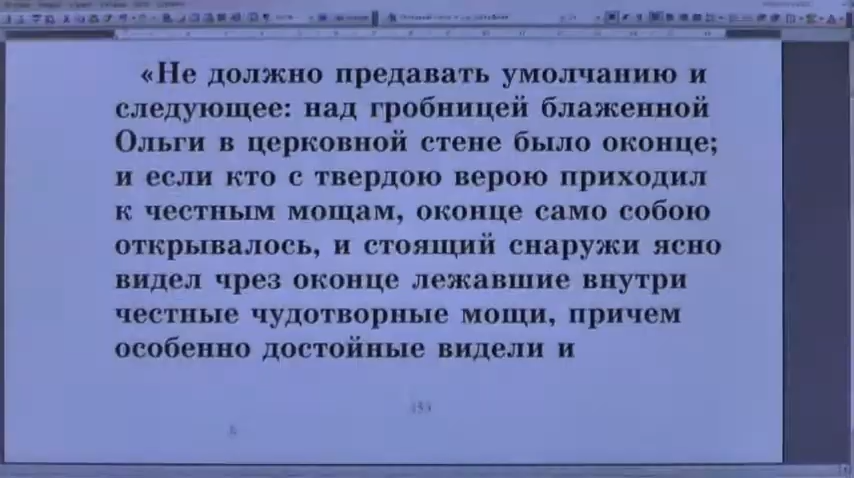 «Не должно предавать умолчанию и
следующее: над гробницей блаженной
Ольги в церковной стене было оконце;
и если кто с твердою верою приходил
к честным мощам, оконце само собою
открывалось, и стоящий снаружи ясно
видел чрез оконце лежавшие внутри
честные чудотворные мощи, причем
особенно достойные видели и